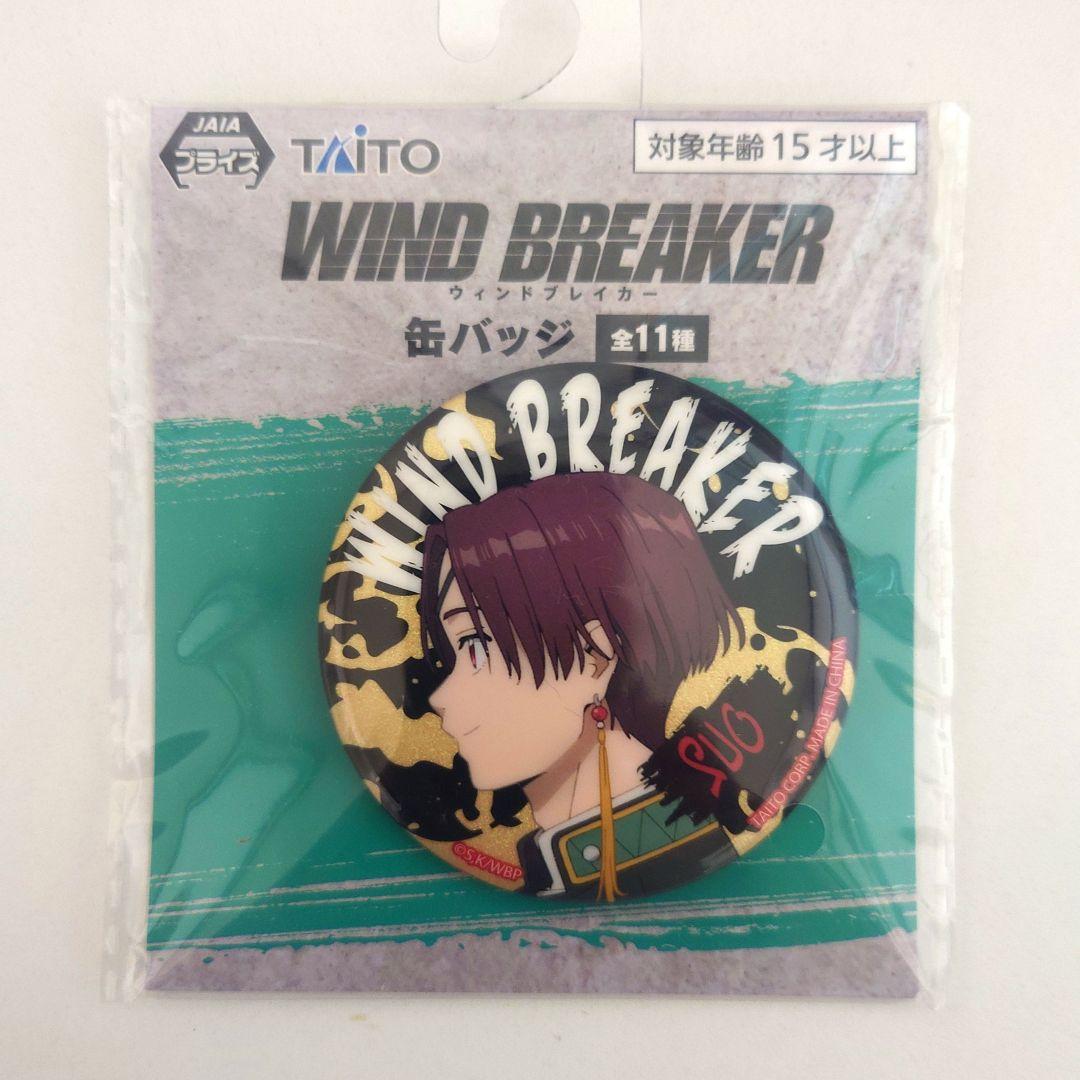 JAIA
プライズ
TAITO
対象年齢15才以上
WIND BREAKER
ウィンドブレイカー
缶バッジ 全11種
WIND BREAKER
SUO
©S,K/WBP
TAITO CORP. MADE IN CHINA